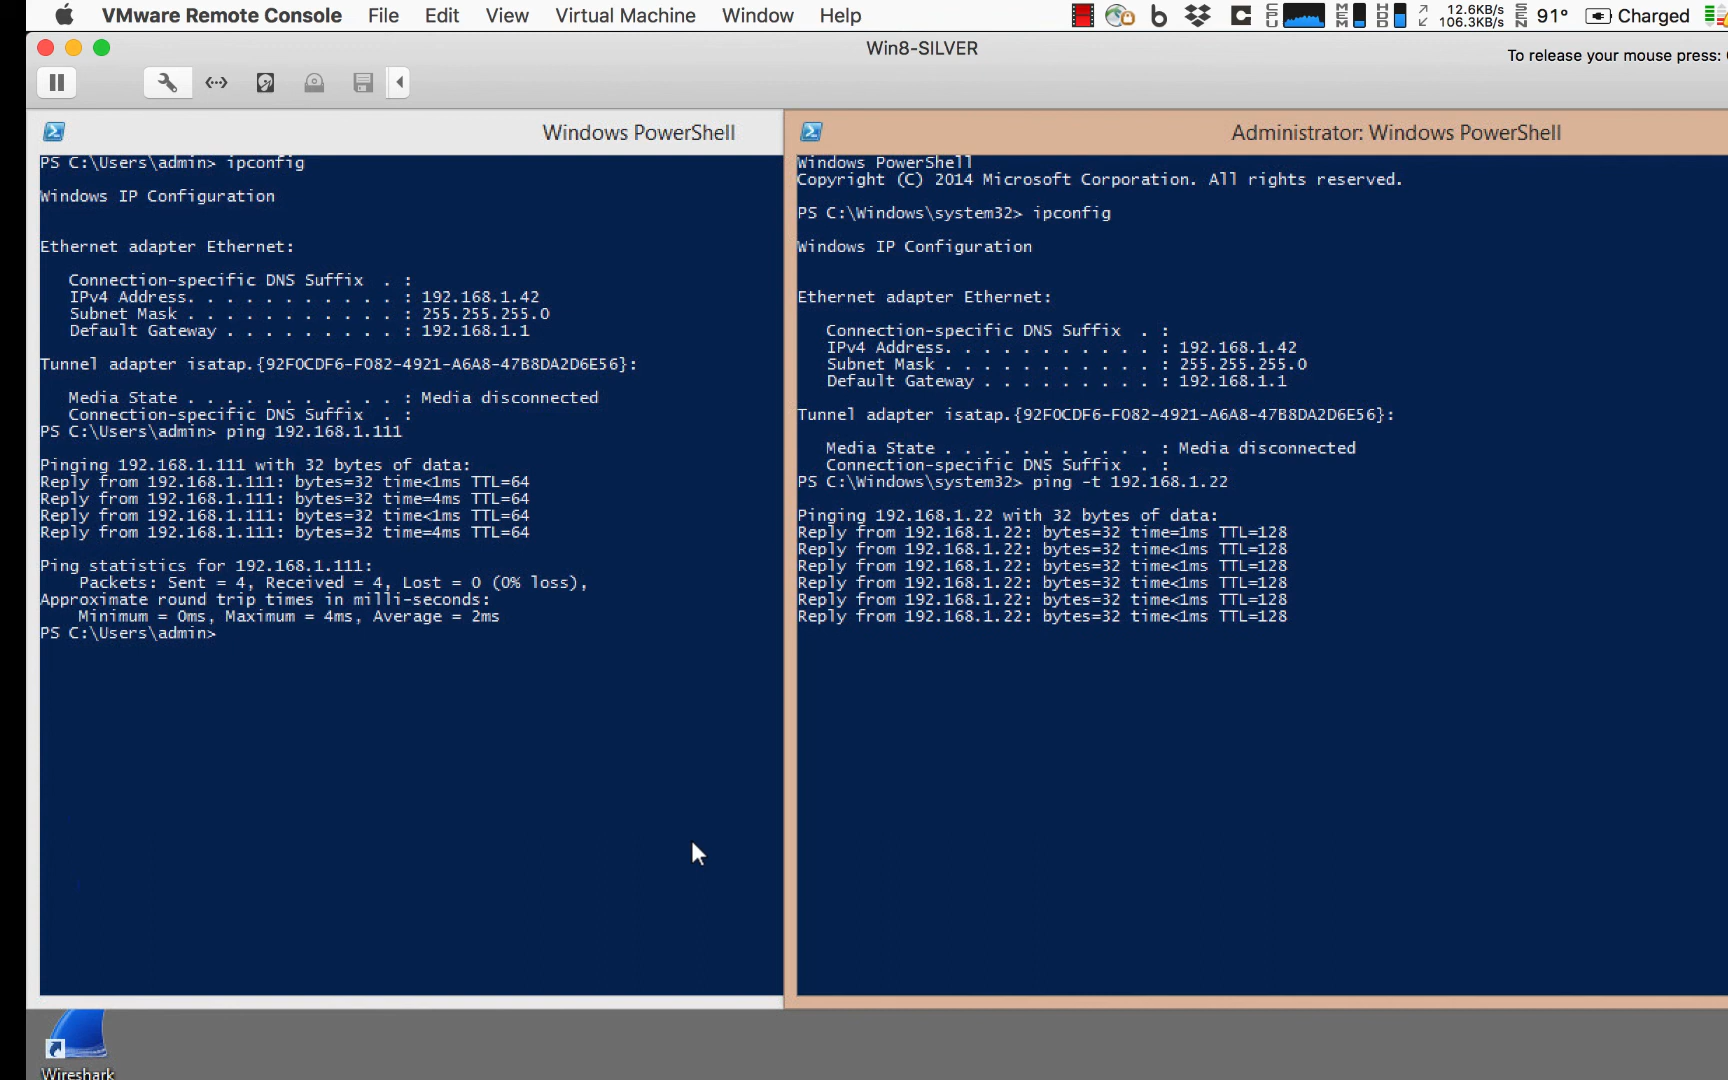 VMware Remote Console File Edit View Virtual Machine Window Help CPU MEM HDD 12.6KB/s 106.3KB/s SEN 91° Charged
Win8-SILVER
To release your mouse press:
Windows PowerShell
PS C:\Users\admin> ipconfig
Windows IP Configuration
Ethernet adapter Ethernet:
Connection-specific DNS Suffix . :
IPv4 Address. . . . . . . . . . . : 192.168.1.42
Subnet Mask . . . . . . . . . . . : 255.255.255.0
Default Gateway . . . . . . . . . : 192.168.1.1
Tunnel adapter isatap.{92F0CDF6-F082-4921-A6A8-47B8DA2D6E56}:
Media State . . . . . . . . . . . : Media disconnected
Connection-specific DNS Suffix . :
PS C:\Users\admin> ping 192.168.1.111
Pinging 192.168.1.111 with 32 bytes of data:
Reply from 192.168.1.111: bytes=32 time<1ms TTL=64
Reply from 192.168.1.111: bytes=32 time=4ms TTL=64
Reply from 192.168.1.111: bytes=32 time<1ms TTL=64
Reply from 192.168.1.111: bytes=32 time=4ms TTL=64
Ping statistics for 192.168.1.111:
Packets: Sent = 4, Received = 4, Lost = 0 (0% loss),
Approximate round trip times in milli-seconds:
Minimum = 0ms, Maximum = 4ms, Average = 2ms
PS C:\Users\admin>
Administrator: Windows PowerShell
Windows PowerShell
Copyright (C) 2014 Microsoft Corporation. All rights reserved.
PS C:\Windows\system32> ipconfig
Windows IP Configuration
Ethernet adapter Ethernet:
Connection-specific DNS Suffix . :
IPv4 Address. . . . . . . . . . . : 192.168.1.42
Subnet Mask . . . . . . . . . . . : 255.255.255.0
Default Gateway . . . . . . . . . : 192.168.1.1
Tunnel adapter isatap.{92F0CDF6-F082-4921-A6A8-47B8DA2D6E56}:
Media State . . . . . . . . . . . : Media disconnected
Connection-specific DNS Suffix . :
PS C:\Windows\system32> ping -t 192.168.1.22
Pinging 192.168.1.22 with 32 bytes of data:
Reply from 192.168.1.22: bytes=32 time=1ms TTL=128
Reply from 192.168.1.22: bytes=32 time<1ms TTL=128
Reply from 192.168.1.22: bytes=32 time<1ms TTL=128
Reply from 192.168.1.22: bytes=32 time<1ms TTL=128
Reply from 192.168.1.22: bytes=32 time<1ms TTL=128
Reply from 192.168.1.22: bytes=32 time<1ms TTL=128
Wireshark